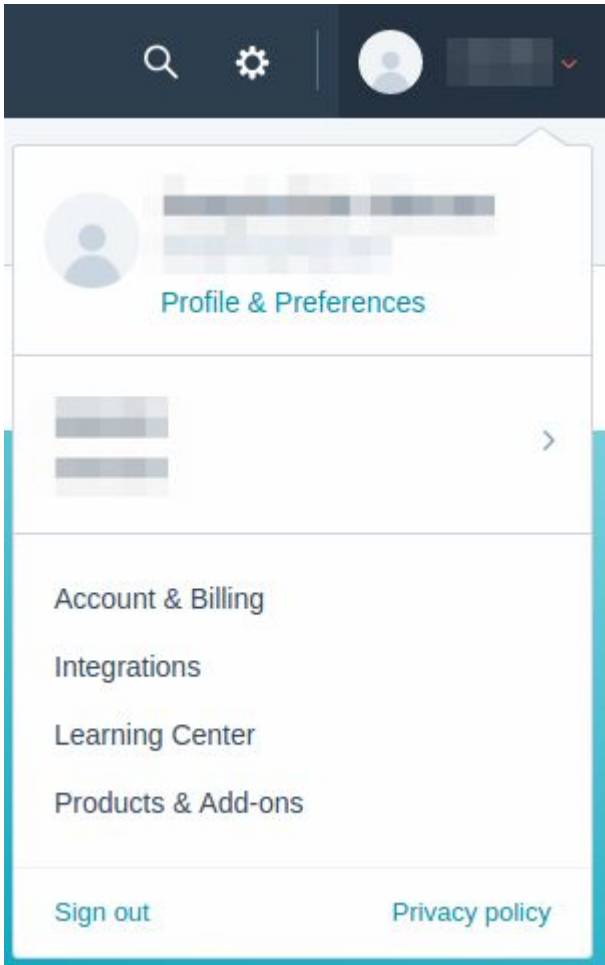 Profile & Preferences
Account & Billing
Integrations
Learning Center
Products & Add-ons
Sign out Privacy policy